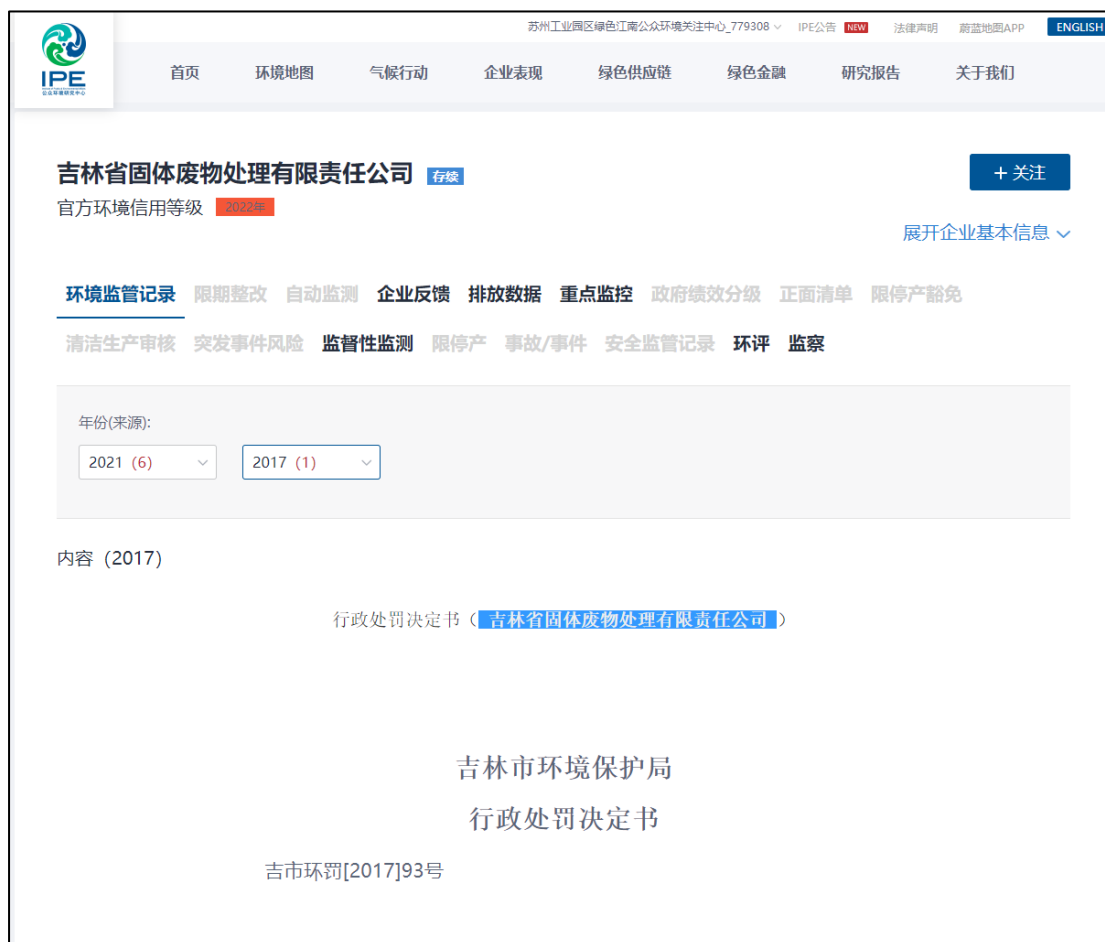 苏州工业园区绿色江南公众环境关注中心_779308 IPE公告 NEW 法律声明 蔚蓝地图APP ENGLISH
IPE
公众环境研究中心
首页 环境地图 气候行动 企业表现 绿色供应链 绿色金融 研究报告 关于我们
吉林省固体废物处理有限责任公司 存续
+关注
官方环境信用等级 2022年
展开企业基本信息
环境监管记录 限期整改 自动监测 企业反馈 排放数据 重点监控 政府绩效分级 正面清单 限停产豁免
清洁生产审核 突发事件风险 监督性监测 限停产 事故/事件 安全监管记录 环评 监察
年份(来源):
2021 (6) 2017 (1)
内容（2017）
行政处罚决定书（ 吉林省固体废物处理有限责任公司 ）
吉林市环境保护局
行政处罚决定书
吉市环罚[2017]93号